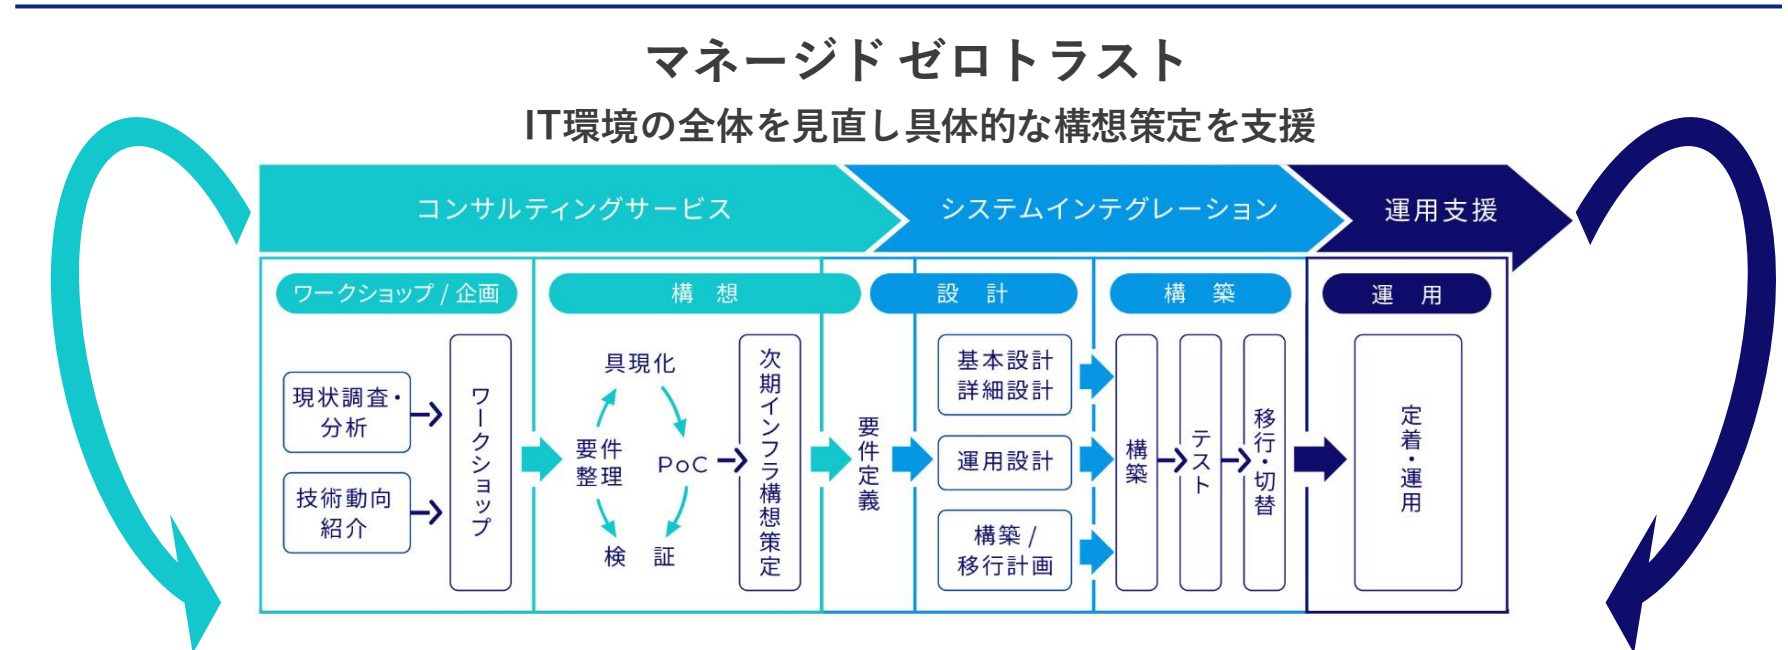 マネージド ゼロトラスト
IT環境の全体を見直し具体的な構想策定を支援
コンサルティングサービス
システムインテグレーション
運用支援
ワークショップ / 企画
構 想
設 計
構 築
運 用
現状調査・
分析
技術動向
紹介
ワークショップ
具現化
要件
整理
PoC
検 証
次期インフラ構想策定
要件定義
基本設計
詳細設計
運用設計
構築 /
移行計画
構築
テスト
移行・切替
定着・運用